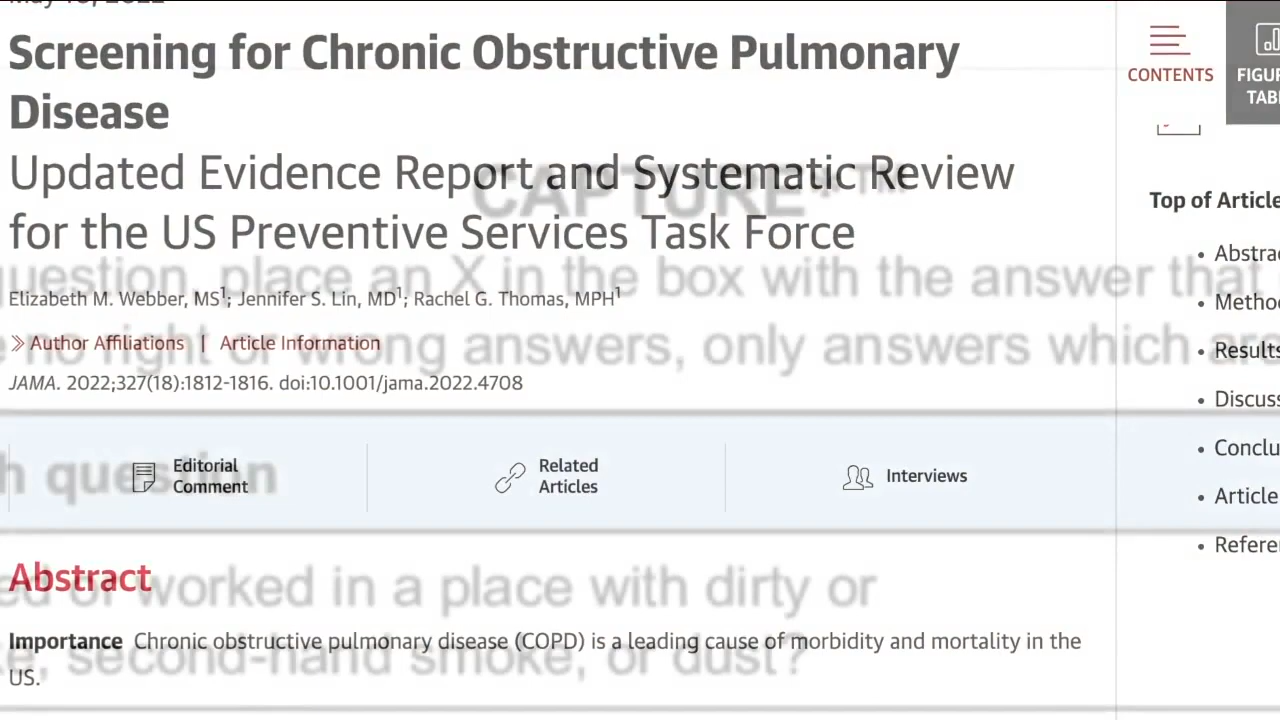 Screening for Chronic Obstructive Pulmonary
Disease
Updated Evidence Report and Systematic Review
for the US Preventive Services Task Force
Elizabeth M. Webber, MS1; Jennifer S. Lin, MD1; Rachel G. Thomas, MPH1
Author Affiliations | Article Information
JAMA. 2022;327(18):1812-1816. doi:10.1001/jama.2022.4708
Editorial
Comment
Related
Articles
Interviews
Abstract
Importance Chronic obstructive pulmonary disease (COPD) is a leading cause of morbidity and mortality in the
US.
CONTENTS
Top of Article
• Results
CAPTURE
question, place an X in the box with the answer that
no right or wrong answers, only answers which are
question
worked in a place with dirty or
second-hand smoke, or dust?